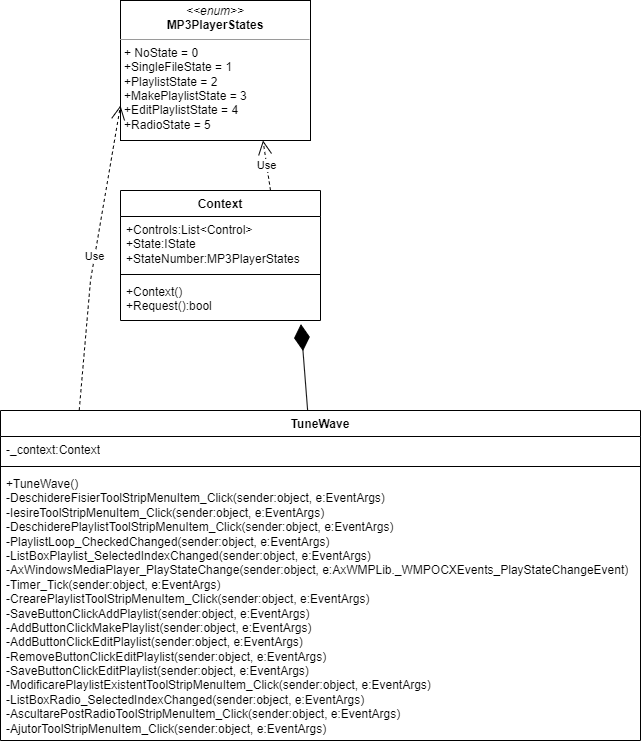 <<enum>>
MP3PlayerStates
+ NoState = 0
+SingleFileState = 1
+PlaylistState = 2
+MakePlaylistState = 3
+EditPlaylistState = 4
+RadioState = 5
Use
Context
+Controls:List<Control>
+State:IState
+StateNumber:MP3PlayerStates
Use
+Context()
+Request():bool
TuneWave
-_context:Context
+TuneWave()
-DeschidereFisierToolStripMenuItem_Click(sender:object, e:EventArgs)
-IesireToolStripMenuItem_Click(sender:object, e:EventArgs)
-DeschiderePlaylistToolStripMenuItem_Click(sender:object, e:EventArgs)
-PlaylistLoop_CheckedChanged(sender:object, e:EventArgs)
-ListBoxPlaylist_SelectedIndexChanged(sender:object, e:EventArgs)
-AxWindowsMediaPlayer_PlayStateChange(sender:object, e:AxWMPLib._WMPOCXEvents_PlayStateChangeEvent)
-Timer_Tick(sender:object, e:EventArgs)
-CrearePlaylistToolStripMenuItem_Click(sender:object, e:EventArgs)
-SaveButtonClickAddPlaylist(sender:object, e:EventArgs)
-AddButtonClickMakePlaylist(sender:object, e:EventArgs)
-AddButtonClickEditPlaylist(sender:object, e:EventArgs)
-RemoveButtonClickEditPlaylist(sender:object, e:EventArgs)
-SaveButtonClickEditPlaylist(sender:object, e:EventArgs)
-ModificarePlaylistExistentToolStripMenuItem_Click(sender:object, e:EventArgs)
-ListBoxRadio_SelectedIndexChanged(sender:object, e:EventArgs)
-AscultarePostRadioToolStripMenuItem_Click(sender:object, e:EventArgs)
-AjutorToolStripMenuItem_Click(sender:object, e:EventArgs)